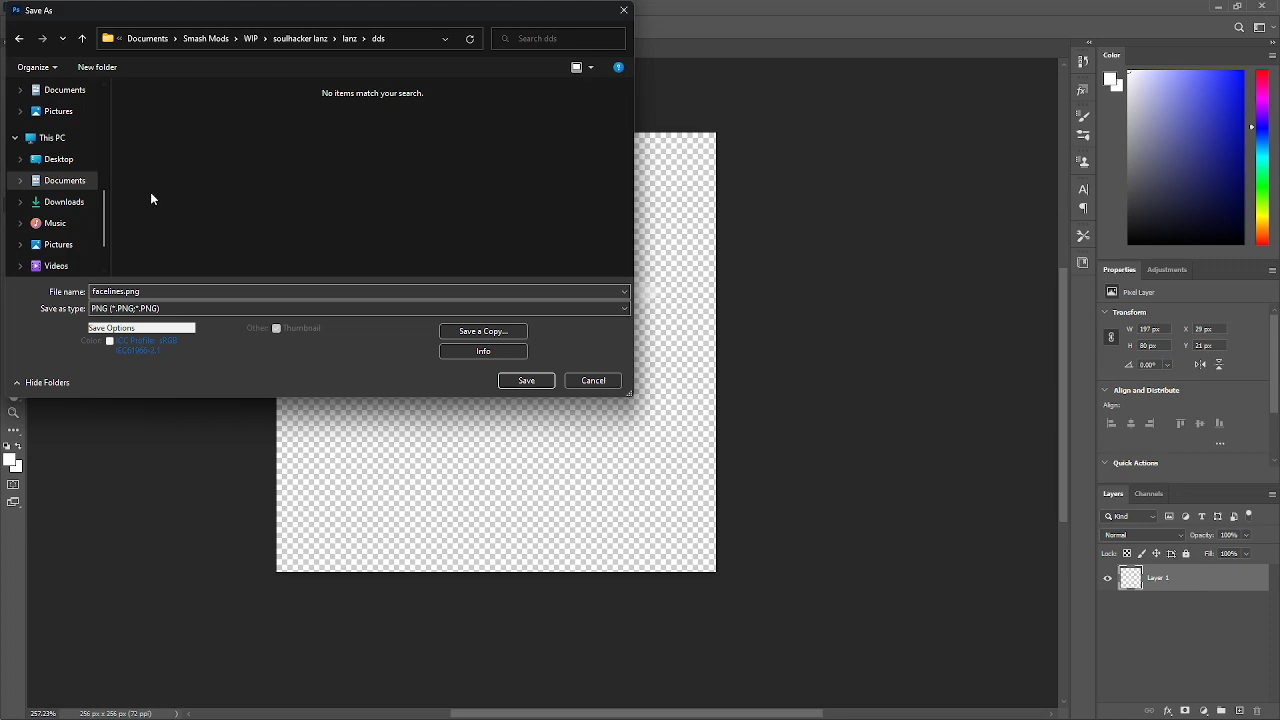 Ps Save As
« Documents > Smash Mods > WIP > soulhacker lanz > lanz > dds
Search dds
Organize
New folder
No items match your search.
Documents
Pictures
This PC
Desktop
Documents
Downloads
Music
Pictures
Videos
File name: facelines.png
Save as type: PNG (*.PNG;*.PNG)
Save Options
Color: ICC Profile: sRGB
IEC61966-2.1
Other: Thumbnail
Save a Copy...
Info
Hide Folders
Save
Cancel
Color
Properties
Adjustments
Pixel Layer
Transform
W 197 px X 29 px
H 80 px Y 21 px
0.00°
Align and Distribute
Align:
Quick Actions
Layers
Channels
Kind
Normal
Opacity: 100%
Lock:
Fill: 100%
Layer 1
257.23%
256 px x 256 px (72 ppi)